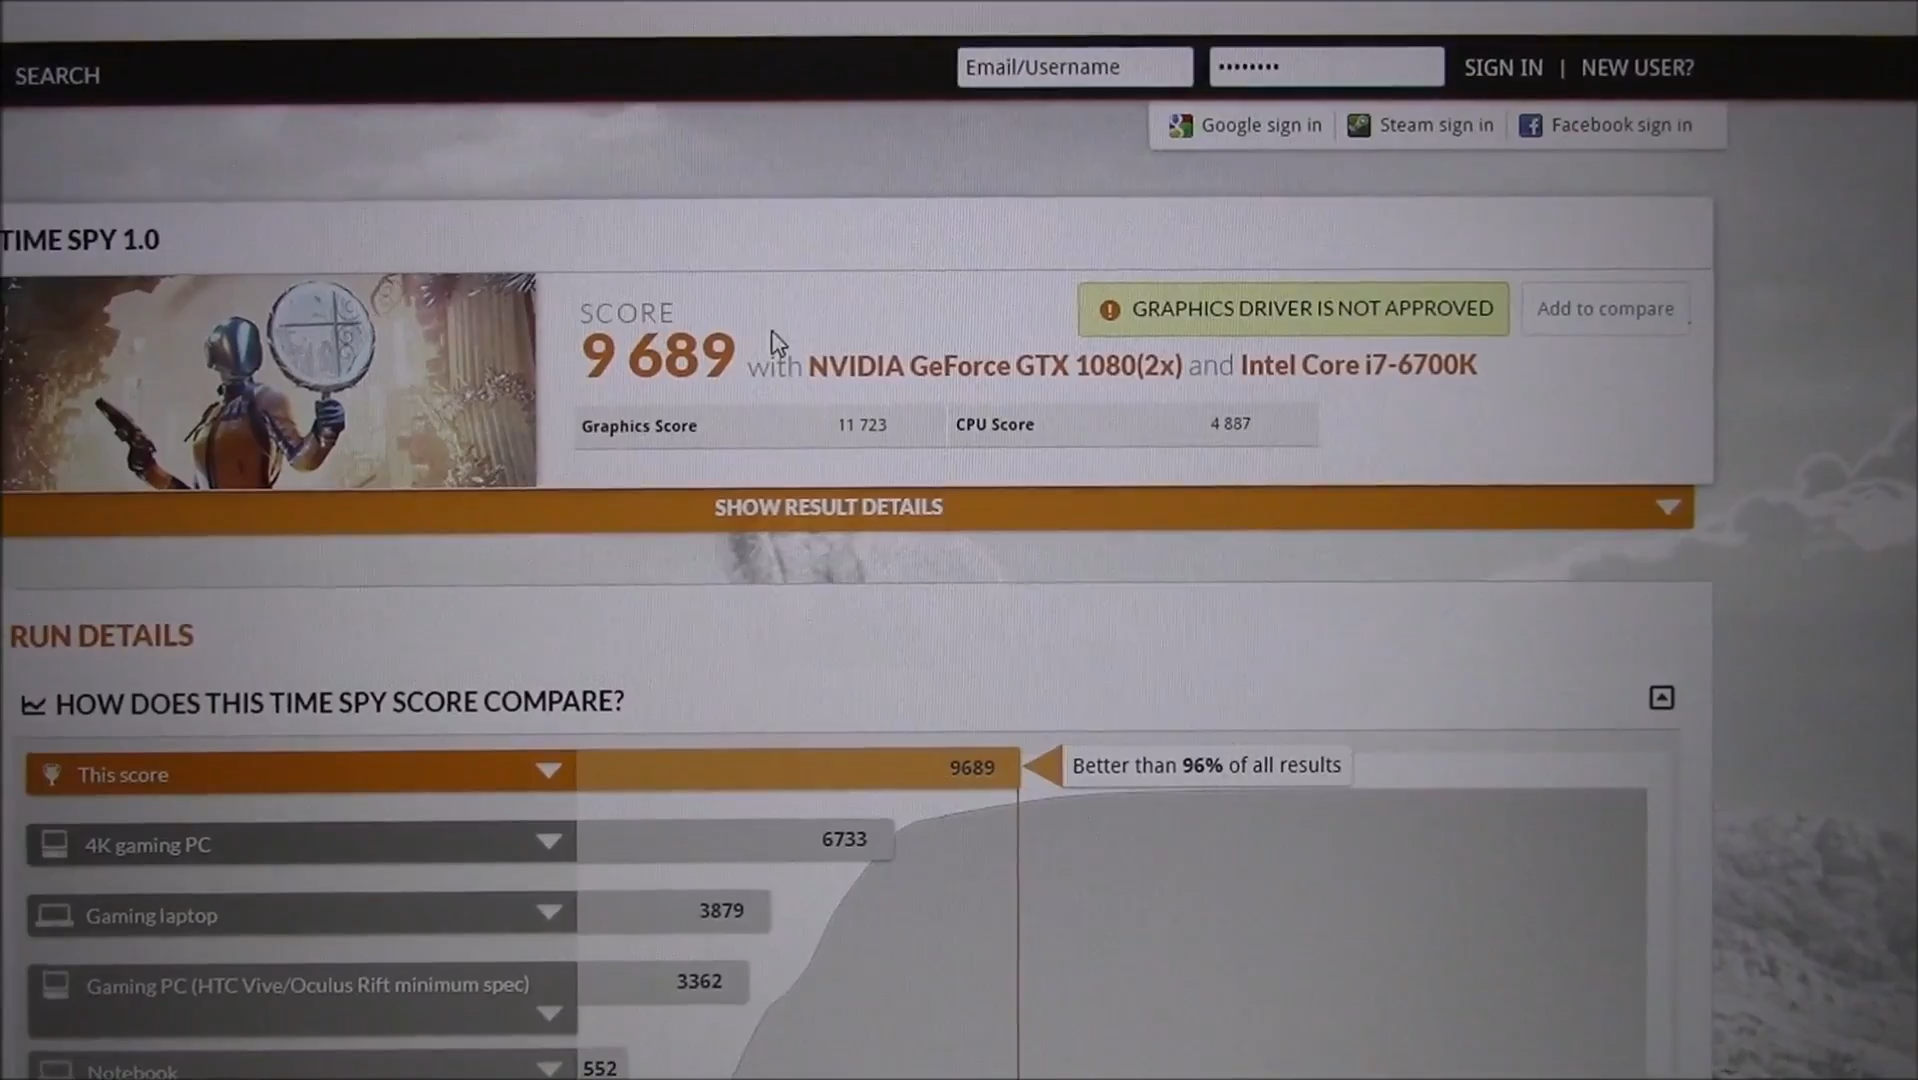 SEARCH
Email/Username
••••••••
SIGN IN | NEW USER?
Google sign in
Steam sign in
Facebook sign in
TIME SPY 1.0
SCORE
GRAPHICS DRIVER IS NOT APPROVED
Add to compare
9 689 with NVIDIA GeForce GTX 1080(2x) and Intel Core i7-6700K
Graphics Score 11 723 CPU Score 4 887
SHOW RESULT DETAILS
RUN DETAILS
HOW DOES THIS TIME SPY SCORE COMPARE?
This score 9689 Better than 96% of all results
4K gaming PC 6733
Gaming laptop 3879
Gaming PC (HTC Vive/Oculus Rift minimum spec) 3362
Notebook 552